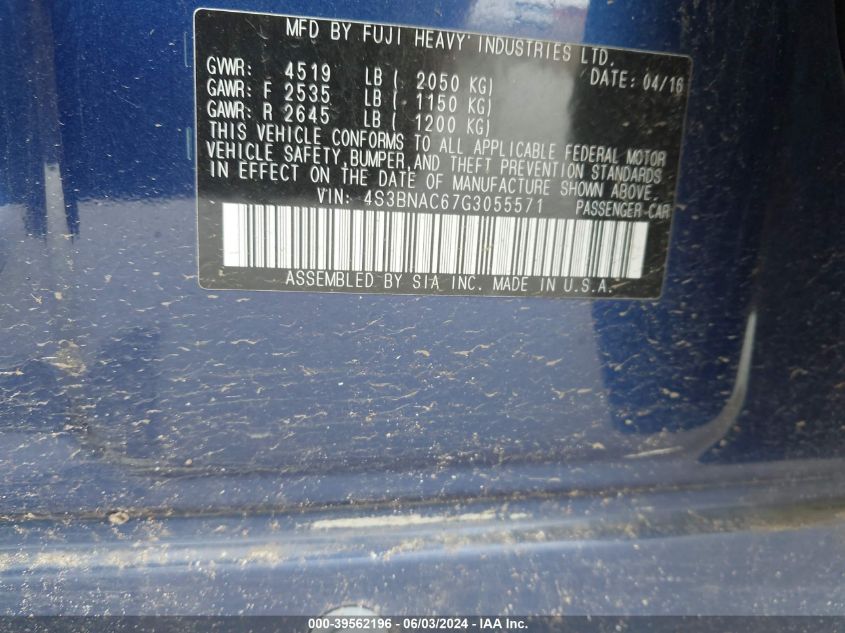 MFD BY FUJI HEAVY INDUSTRIES LTD.
GVWR: 4519 LB ( 2050 KG) DATE: 04/16
GAWR: F 2535 LB ( 1150 KG)
GAWR: R 2645 LB ( 1200 KG)
THIS VEHICLE CONFORMS TO ALL APPLICABLE FEDERAL MOTOR
VEHICLE SAFETY, BUMPER, AND THEFT PREVENTION STANDARDS
IN EFFECT ON THE DATE OF MANUFACTURE SHOWN ABOVE.
VIN: 4S3BNAC67G3055571 PASSENGER-CAR
ASSEMBLED BY SIA INC. MADE IN U.S.A.
000-39562196 - 06/03/2024 - IAA Inc.